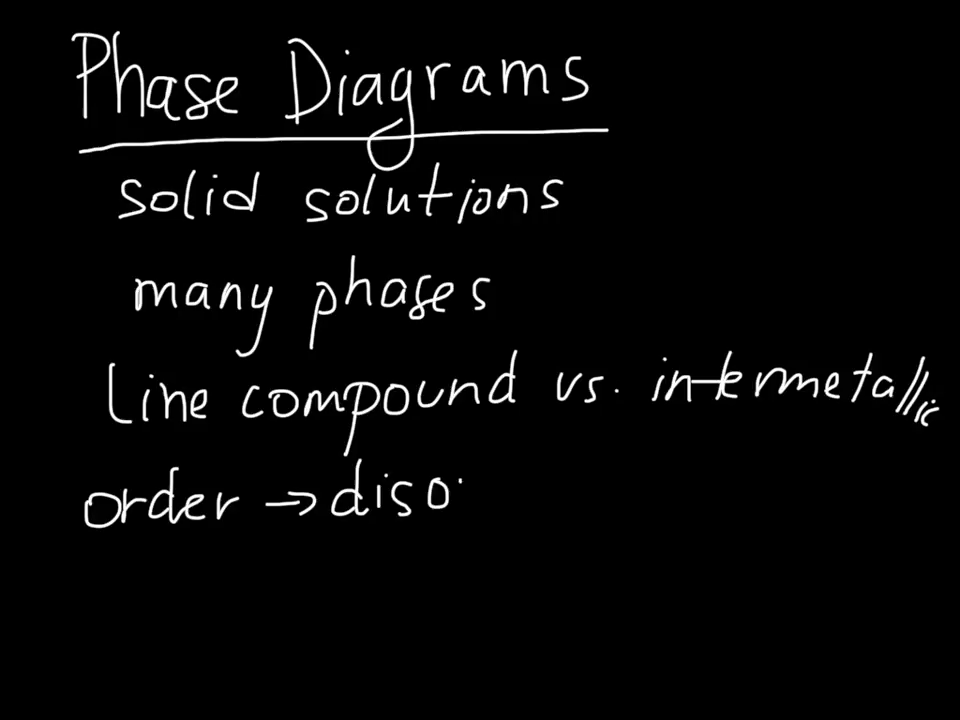 Phase Diagrams
solid solutions
many phases
Line compound vs. intermetallic
order → diso